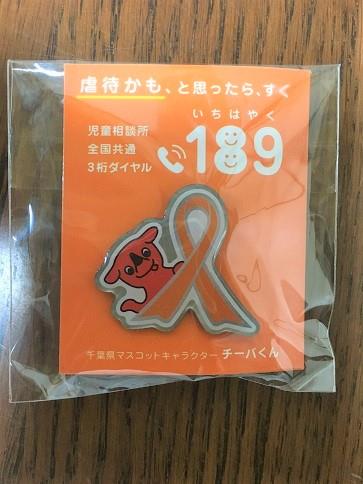 虐待かも、と思ったら、すぐ
いちはやく
児童相談所
全国共通
3桁ダイヤル
189
千葉県マスコットキャラクター チーバくん